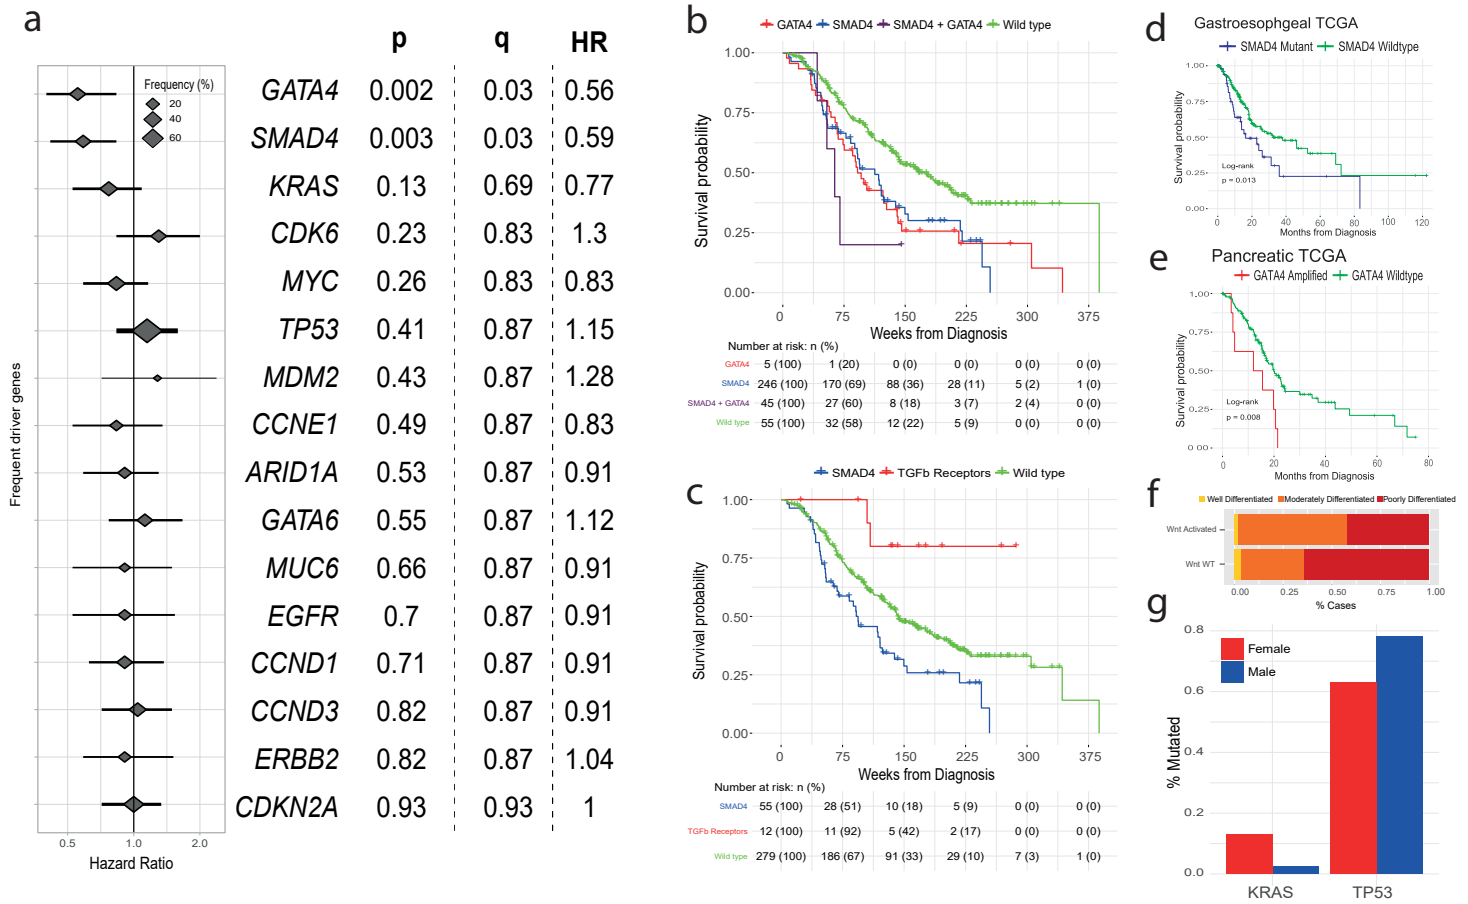 a
p q HR
Frequency (%)
20
40
60
GATA4 0.002 0.03 0.56
SMAD4 0.003 0.03 0.59
KRAS 0.13 0.69 0.77
CDK6 0.23 0.83 1.3
MYC 0.26 0.83 0.83
TP53 0.41 0.87 1.15
MDM2 0.43 0.87 1.28
CCNE1 0.49 0.87 0.83
ARID1A 0.53 0.87 0.91
GATA6 0.55 0.87 1.12
MUC6 0.66 0.87 0.91
EGFR 0.7 0.87 0.91
CCND1 0.71 0.87 0.91
CCND3 0.82 0.87 0.91
ERBB2 0.82 0.87 1.04
CDKN2A 0.93 0.93 1
Frequent driver genes
0.5 1.0 2.0
Hazard Ratio
b
GATA4 SMAD4 SMAD4 + GATA4 Wild type
Survival probability
1.00
0.75
0.50
0.25
0.00
0 75 150 225 300 375
Weeks from Diagnosis
Number at risk: n (%)
GATA4 5 (100) 1 (20) 0 (0) 0 (0) 0 (0) 0 (0)
SMAD4 246 (100) 170 (69) 88 (36) 28 (11) 5 (2) 1 (0)
SMAD4 + GATA4 45 (100) 27 (60) 8 (18) 3 (7) 2 (4) 0 (0)
Wild type 55 (100) 32 (58) 12 (22) 5 (9) 0 (0) 0 (0)
c
SMAD4 TGFb Receptors Wild type
Survival probability
1.00
0.75
0.50
0.25
0.00
0 75 150 225 300 375
Weeks from Diagnosis
Number at risk: n (%)
SMAD4 55 (100) 28 (51) 10 (18) 5 (9) 0 (0) 0 (0)
TGFb Receptors 12 (100) 11 (92) 5 (42) 2 (17) 0 (0) 0 (0)
Wild type 279 (100) 186 (67) 91 (33) 29 (10) 7 (3) 1 (0)
d
Gastroesophgeal TCGA
SMAD4 Mutant SMAD4 Wildtype
Survival probability
1.00
0.75
0.50
0.25
0.00
Log-rank
p = 0.013
0 20 40 60 80 100 120
Months from Diagnosis
e
Pancreatic TCGA
GATA4 Amplified GATA4 Wildtype
Survival probability
1.00
0.75
0.50
0.25
0.00
Log-rank
p = 0.008
0 20 40 60 80
Months from Diagnosis
f
Well Differentiated Moderately Differentiated Poorly Differentiated
Wnt Activated
Wnt WT
0.00 0.25 0.50 0.75 1.00
% Cases
g
% Mutated
0.8
0.6
0.4
0.2
0.0
Female
Male
KRAS TP53